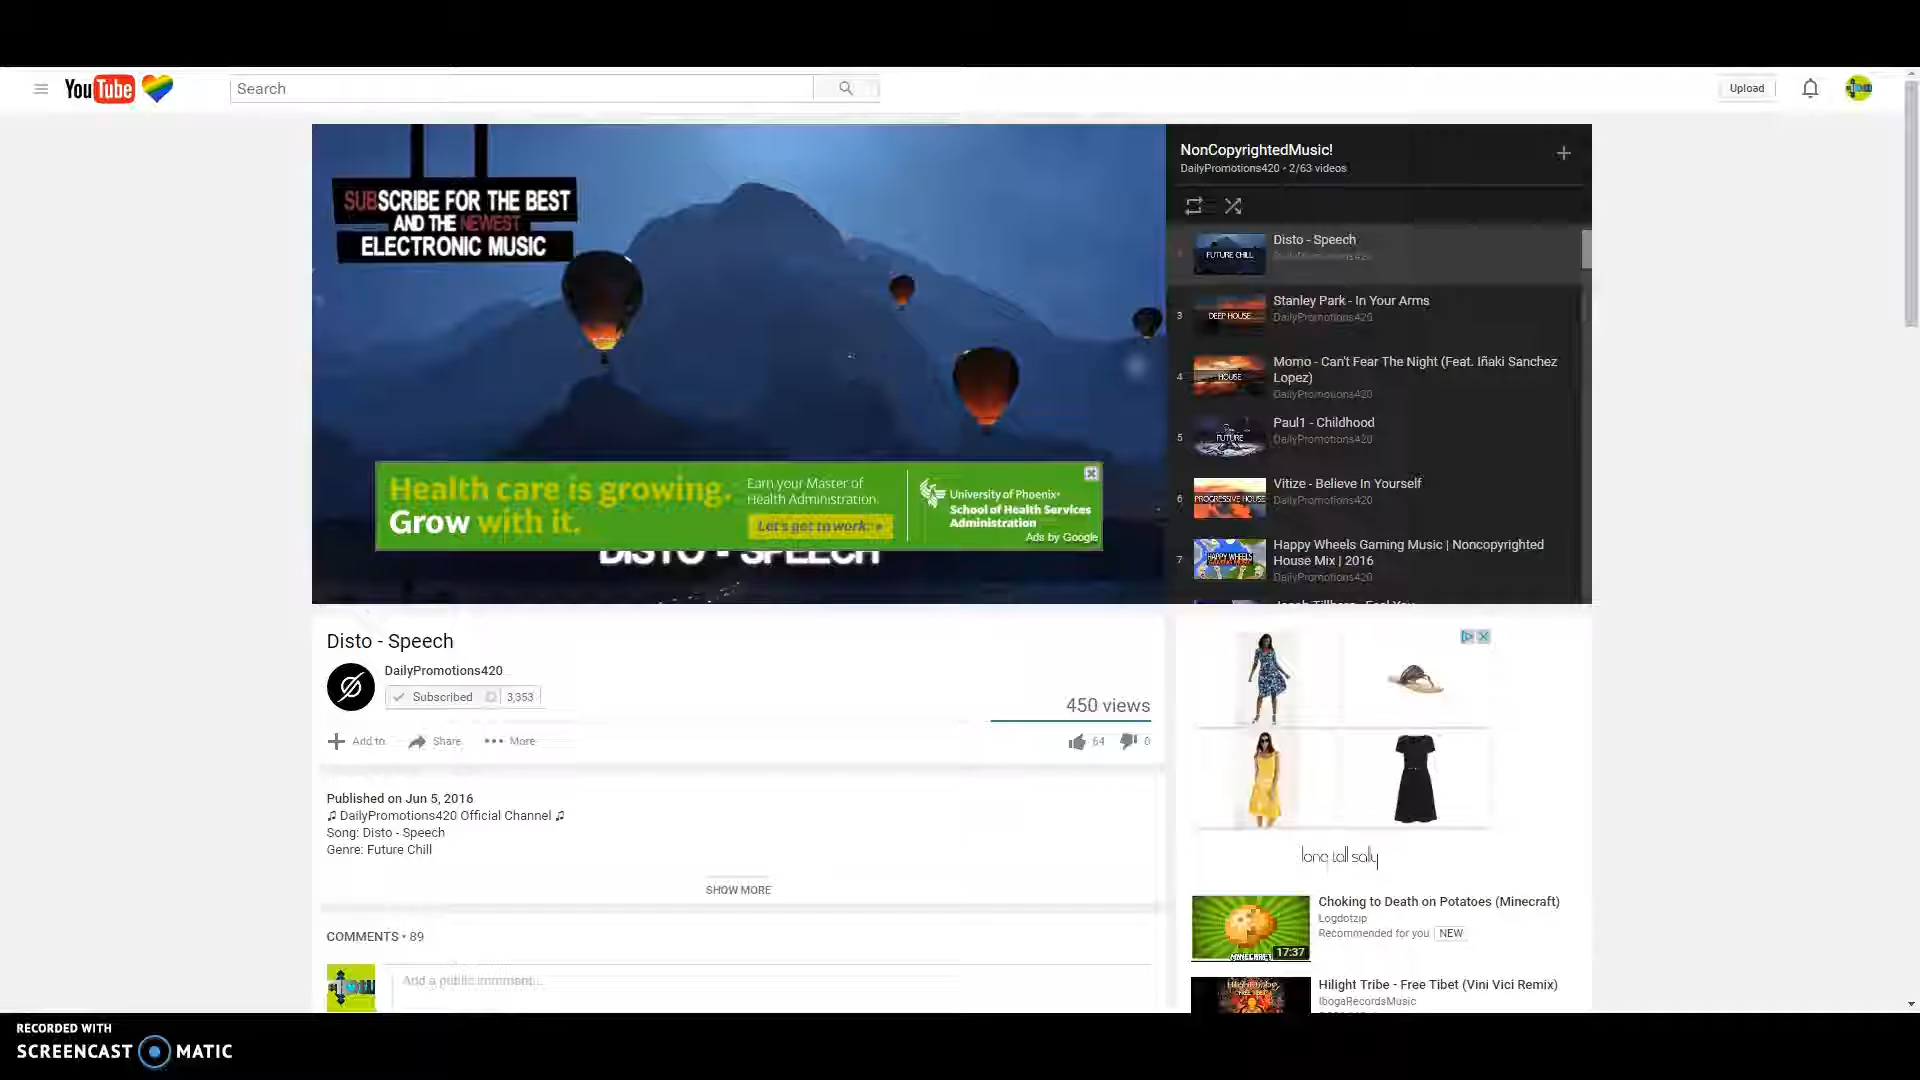 YouTube
Search
Upload
SUBSCRIBE FOR THE BEST
AND THE NEWEST
ELECTRONIC MUSIC
Health care is growing.
Grow with it.
Earn your Master of
Health Administration.
Let's get to work. »
University of Phoenix
School of Health Services
Administration
Ads by Google
DISTO - SPEECH
NonCopyrightedMusic!
DailyPromotions420 • 2/63 videos
FUTURE CHILL
Disto - Speech
DailyPromotions420
3
DEEP HOUSE
Stanley Park - In Your Arms
DailyPromotions420
4
HOUSE
Momo - Can't Fear The Night (Feat. Iñaki Sanchez
Lopez)
DailyPromotions420
5
FUTURE
Paul1 - Childhood
DailyPromotions420
6
PROGRESSIVE HOUSE
Vitize - Believe In Yourself
DailyPromotions420
7
HAPPY WHEELS
Happy Wheels Gaming Music | Noncopyrighted
House Mix | 2016
DailyPromotions420
Disto - Speech
DailyPromotions420
Subscribed
3,353
450 views
Add to
Share
More
64
0
Published on Jun 5, 2016
♫ DailyPromotions420 Official Channel ♫
Song: Disto - Speech
Genre: Future Chill
SHOW MORE
COMMENTS • 89
Add a public comment...
long tall sally
Choking to Death on Potatoes (Minecraft)
Logdotzip
Recommended for you
NEW
17:37
MINECRAFT
Hilight Tribe - Free Tibet (Vini Vici Remix)
IbogaRecordsMusic
RECORDED WITH
SCREENCAST MATIC